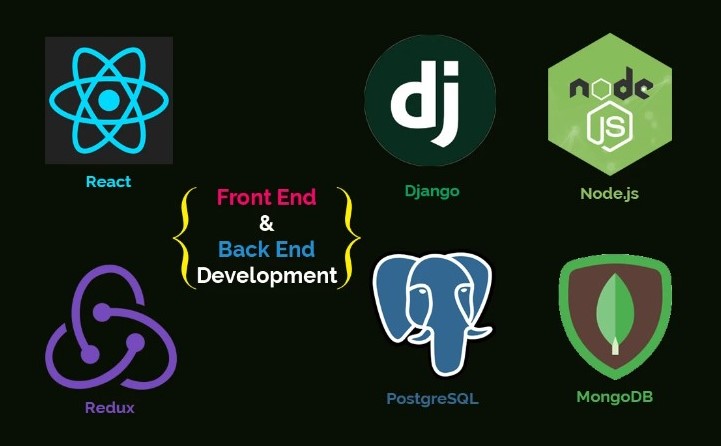 dj
node
JS
React
Django
Node.js
Front End
&
Back End
Development
Redux
PostgreSQL
MongoDB